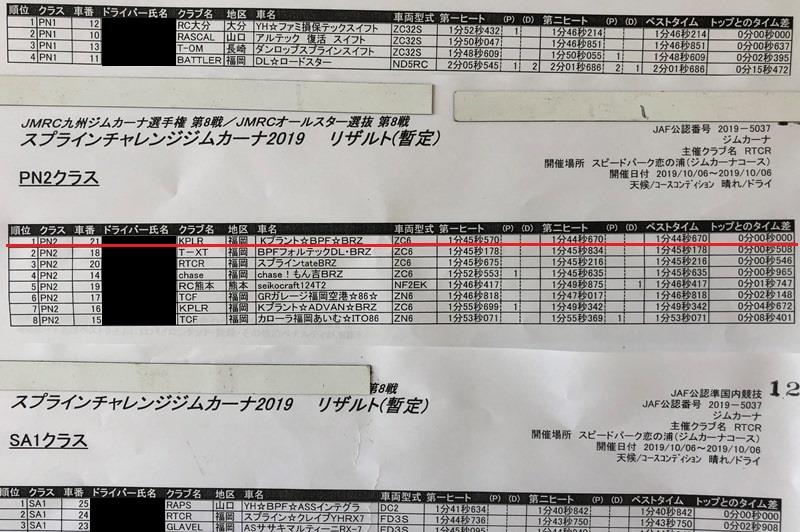 順位 クラス 車番 ドライバー氏名 クラブ名 地区 車名 車両型式 第一ヒート (P) (D) 第二ヒート (P) (D) ベストタイム トップとのタイム差
1 PN1 12 RC大分 大分 YH☆ファミ損保テックスイフト ZC32S 1分52秒432 1 1分46秒214 1分46秒214 0分00秒000
2 PN1 10 RASCAL 山口 アルテック 復活 スイフト ZC32S 1分50秒047 1分46秒851 1分46秒851 0分00秒637
3 PN1 13 T-OM 長崎 ダンロップスプラインスイフト ZC32S 1分48秒609 1分50秒055 1 1分48秒609 0分02秒395
4 PN1 11 BATTLER 福岡 DL☆ロードスター ND5RC 2分05秒545 1 2 2分01秒686 1 2分01秒686 0分15秒472
JMRC九州ジムカーナ選手権 第8戦／JMRCオールスター選抜 第8戦
スプラインチャレンジジムカーナ2019 リザルト(暫定)
PN2クラス
JAF公認番号 2019-5037
ジムカーナ
主催クラブ名 RTCR
開催場所 スピードパーク恋の浦(ジムカーナコース)
開催日付 2019/10/06～2019/10/06
天候/コースコンディション 晴れ/ドライ
順位 クラス 車番 ドライバー氏名 クラブ名 地区 車名 車両型式 第一ヒート (P) (D) 第二ヒート (P) (D) ベストタイム トップとのタイム差
1 PN2 21 KPLR 福岡 Kプラント☆BPF☆BRZ ZC6 1分45秒570 1分44秒670 1分44秒670 0分00秒000
2 PN2 18 T-XT 福岡 BPFフォルテックDL・BRZ ZC6 1分45秒178 1分45秒834 1分45秒178 0分00秒508
3 PN2 20 RTCR 福岡 スプラインtateBRZ ZC6 1分45秒216 0分00秒546
4 PN2 14 chase 福岡 chase！もん吉BRZ ZC6 1分52秒553 1 1分45秒635 1分45秒635 0分00秒965
5 PN2 19 RC熊本 熊本 seikocraft124T2 NF2EK 1分46秒417 1分49秒875 1 1分46秒417 0分01秒747
6 PN2 17 TCF 福岡 GRガレージ福岡空港☆86☆ ZN6 1分46秒818 1分47秒017 1分46秒818 0分02秒148
7 PN2 16 KPLR 福岡 Kプラント☆ADVAN☆BRZ ZC6 1分55秒699 1 1分49秒342 1分49秒342 0分04秒672
8 PN2 15 TCF 福岡 カローラ福岡あいむ☆ITO86 ZN6 1分53秒071 1分55秒369 1 1分53秒071 0分08秒401
第8戦
スプラインチャレンジジムカーナ2019 リザルト(暫定)
SA1クラス
JAF公認準国内競技 12
JAF公認番号 2019-5037
ジムカーナ
主催クラブ名 RTCR
開催場所 スピードパーク恋の浦(ジムカーナコース)
開催日付 2019/10/06～2019/10/06
天候/コースコンディション 晴れ/ドライ
順位 クラス 車番 ドライバー氏名 クラブ名 地区 車名 車両型式 第一ヒート (P) (D) 第二ヒート (P) (D) ベストタイム トップとのタイム差
1 SA1 25 RAPS 山口 YH☆BPF☆ASSインテグラ DC2 1分41秒413 1分40秒842 1分40秒842 0分00秒000
2 SA1 24 RTCR 福岡 スプライン☆クレイブYHRX7 FD3S 1分44秒736
3 SA1 23 GLAVEL 福岡 FD3S